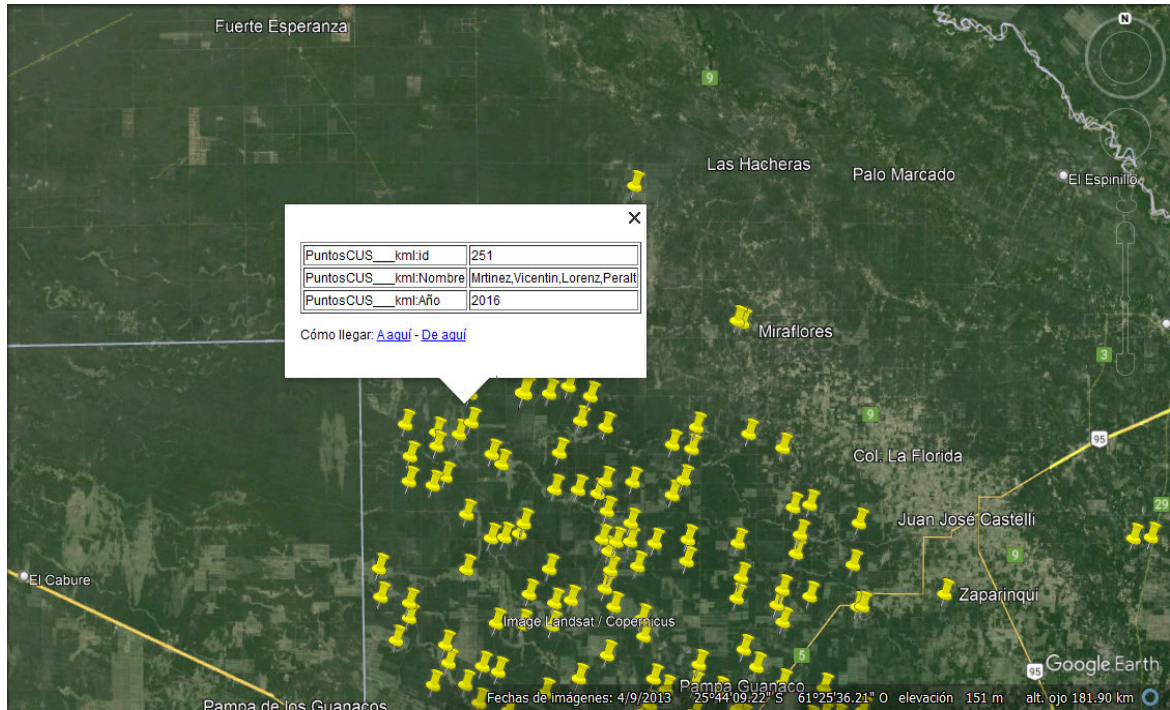 Fuerte Esperanza
N
9
Las Hacheras
Palo Marcado
El Espinillo
PuntosCUS___kml:id 251
PuntosCUS___kml:Nombre Mrtinez,Vicentin,Lorenz,Peralt
PuntosCUS___kml:Año 2016
Cómo llegar: A aquí - De aquí
Miraflores
3
9
95
Col. La Florida
29
Juan José Castelli
9
El Cabure
Zaparinqui
Image Landsat / Copernicus
5
95
Google Earth
Pampa Guanaco
Pampa de los Guanacos
Fechas de imágenes: 4/9/2013 25°44'09.22" S 61°25'36.21" O elevación 151 m alt. ojo 181.90 km